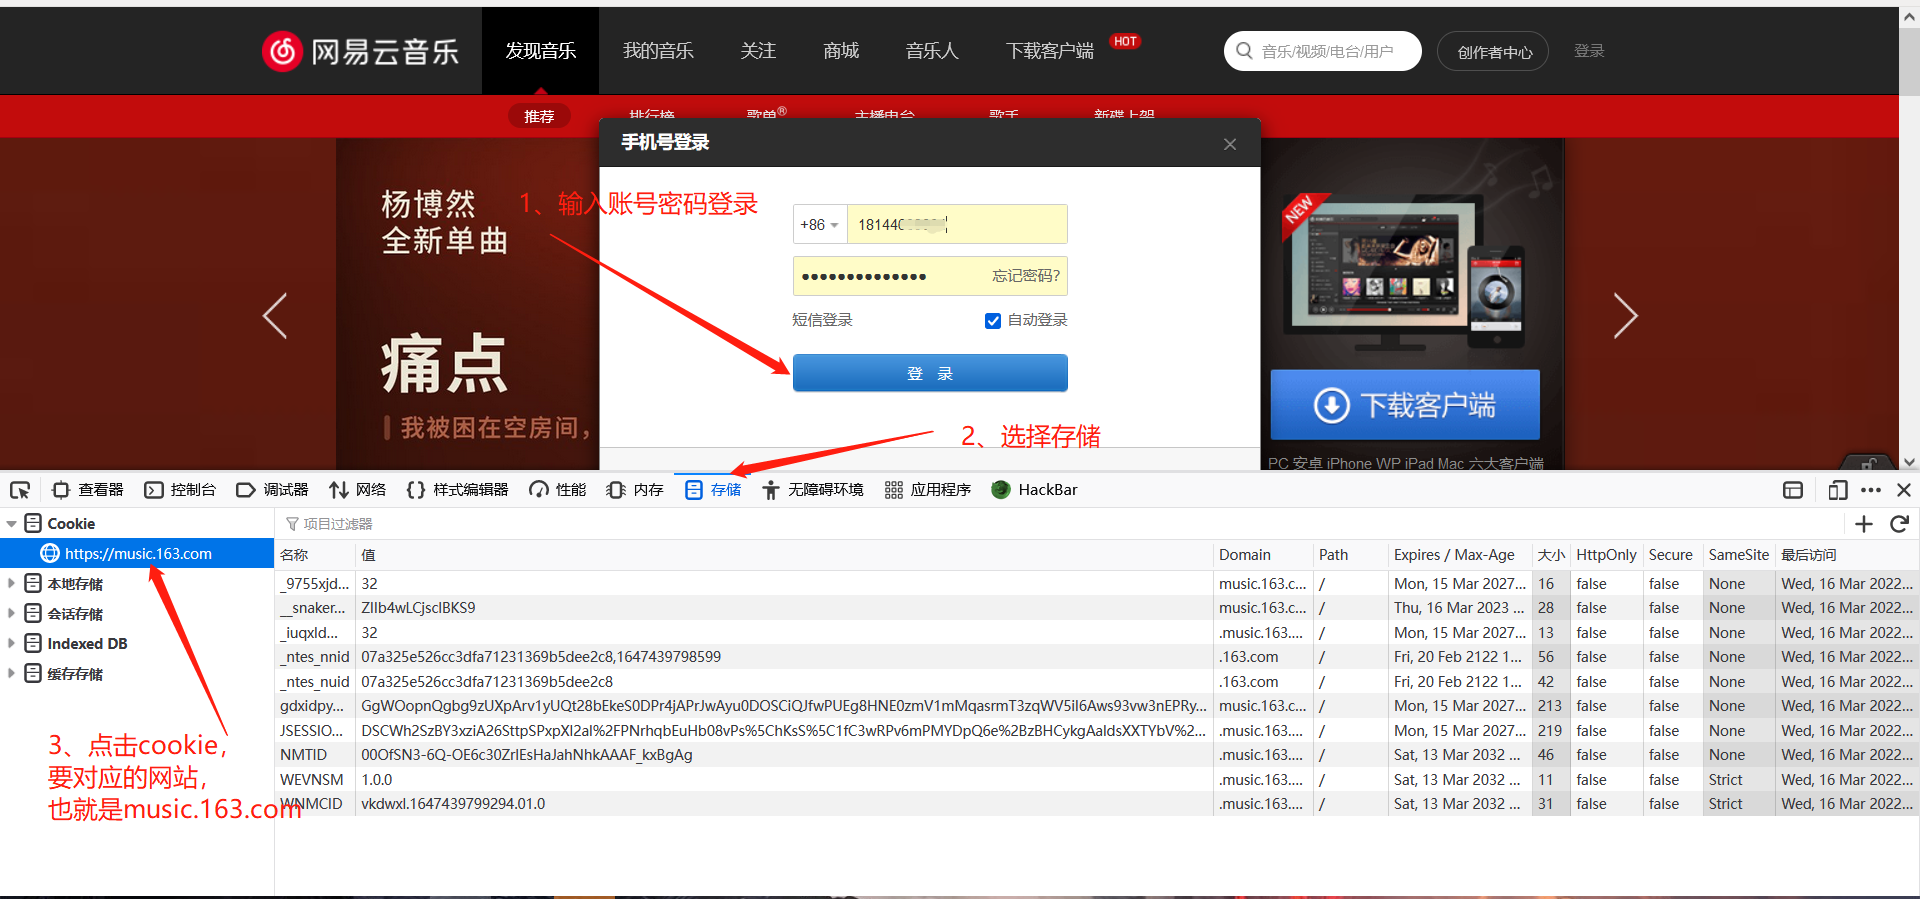 网易云音乐
发现音乐 我的音乐 关注 商城 音乐人 下载客户端 HOT
音乐/视频/电台/用户 创作者中心 登录
推荐 排行榜 歌单® 主播电台 歌手 新碟上架
手机号登录
杨博然
全新单曲
痛点
我被困在空房间，
1、输入账号密码登录
+86 18144
●●●●●●●●●●●●●● 忘记密码?
短信登录 自动登录
登 录
NEW
下载客户端
PC 安卓 iPhone WP iPad Mac 六大客户端
2、选择存储
查看器 控制台 调试器 网络 样式编辑器 性能 内存 存储 无障碍环境 应用程序 HackBar
Cookie
https://music.163.com
本地存储
会话存储
Indexed DB
缓存存储
3、点击cookie，
要对应的网站，
也就是music.163.com
项目过滤器
名称 值 Domain Path Expires / Max-Age 大小 HttpOnly Secure SameSite 最后访问
_9755xjd... 32 music.163.c... / Mon, 15 Mar 2027... 16 false false None Wed, 16 Mar 2022...
__snaker... ZIIb4wLCjsclBKS9 music.163.c... / Thu, 16 Mar 2023 ... 28 false false None Wed, 16 Mar 2022...
_iuqxld... 32 .music.163.... / Mon, 15 Mar 2027... 13 false false None Wed, 16 Mar 2022...
_ntes_nnid 07a325e526cc3dfa71231369b5dee2c8,1647439798599 .163.com / Fri, 20 Feb 2122 1... 56 false false None Wed, 16 Mar 2022...
_ntes_nuid 07a325e526cc3dfa71231369b5dee2c8 .163.com / Fri, 20 Feb 2122 1... 42 false false None Wed, 16 Mar 2022...
gdxidpy... GgWOopnQgbg9zUXpArv1yUQt28bEkeS0DPr4jAPrJwAyu0DOSCiQJfwPUEg8HNE0zmV1mMqasrmT3zqWV5iI6Aws93vw3nEPRy... music.163.c... / Mon, 15 Mar 2027... 213 false false None Wed, 16 Mar 2022...
JSESSIO... DSCWh2SzBY3xziA26SttpSPxpXI2al%2FPNrhqbEuHb08vPs%5ChKsS%5C1fC3wRPv6mPMYDpQ6e%2BzBHCykgAaldsXXTYbV%2... .music.163.... / Mon, 15 Mar 2027... 219 false false None Wed, 16 Mar 2022...
NMTID 00OfSN3-6Q-OE6c30ZrlEsHaJahNhkAAAF_kxBgAg .music.163.... / Sat, 13 Mar 2032 ... 46 false false None Wed, 16 Mar 2022...
WEVNSM 1.0.0 .music.163.... / Sat, 13 Mar 2032 ... 11 false false Strict Wed, 16 Mar 2022...
WNMCID vkdwxl.1647439799294.01.0 .music.163.... / Sat, 13 Mar 2032 ... 31 false false Strict Wed, 16 Mar 2022...